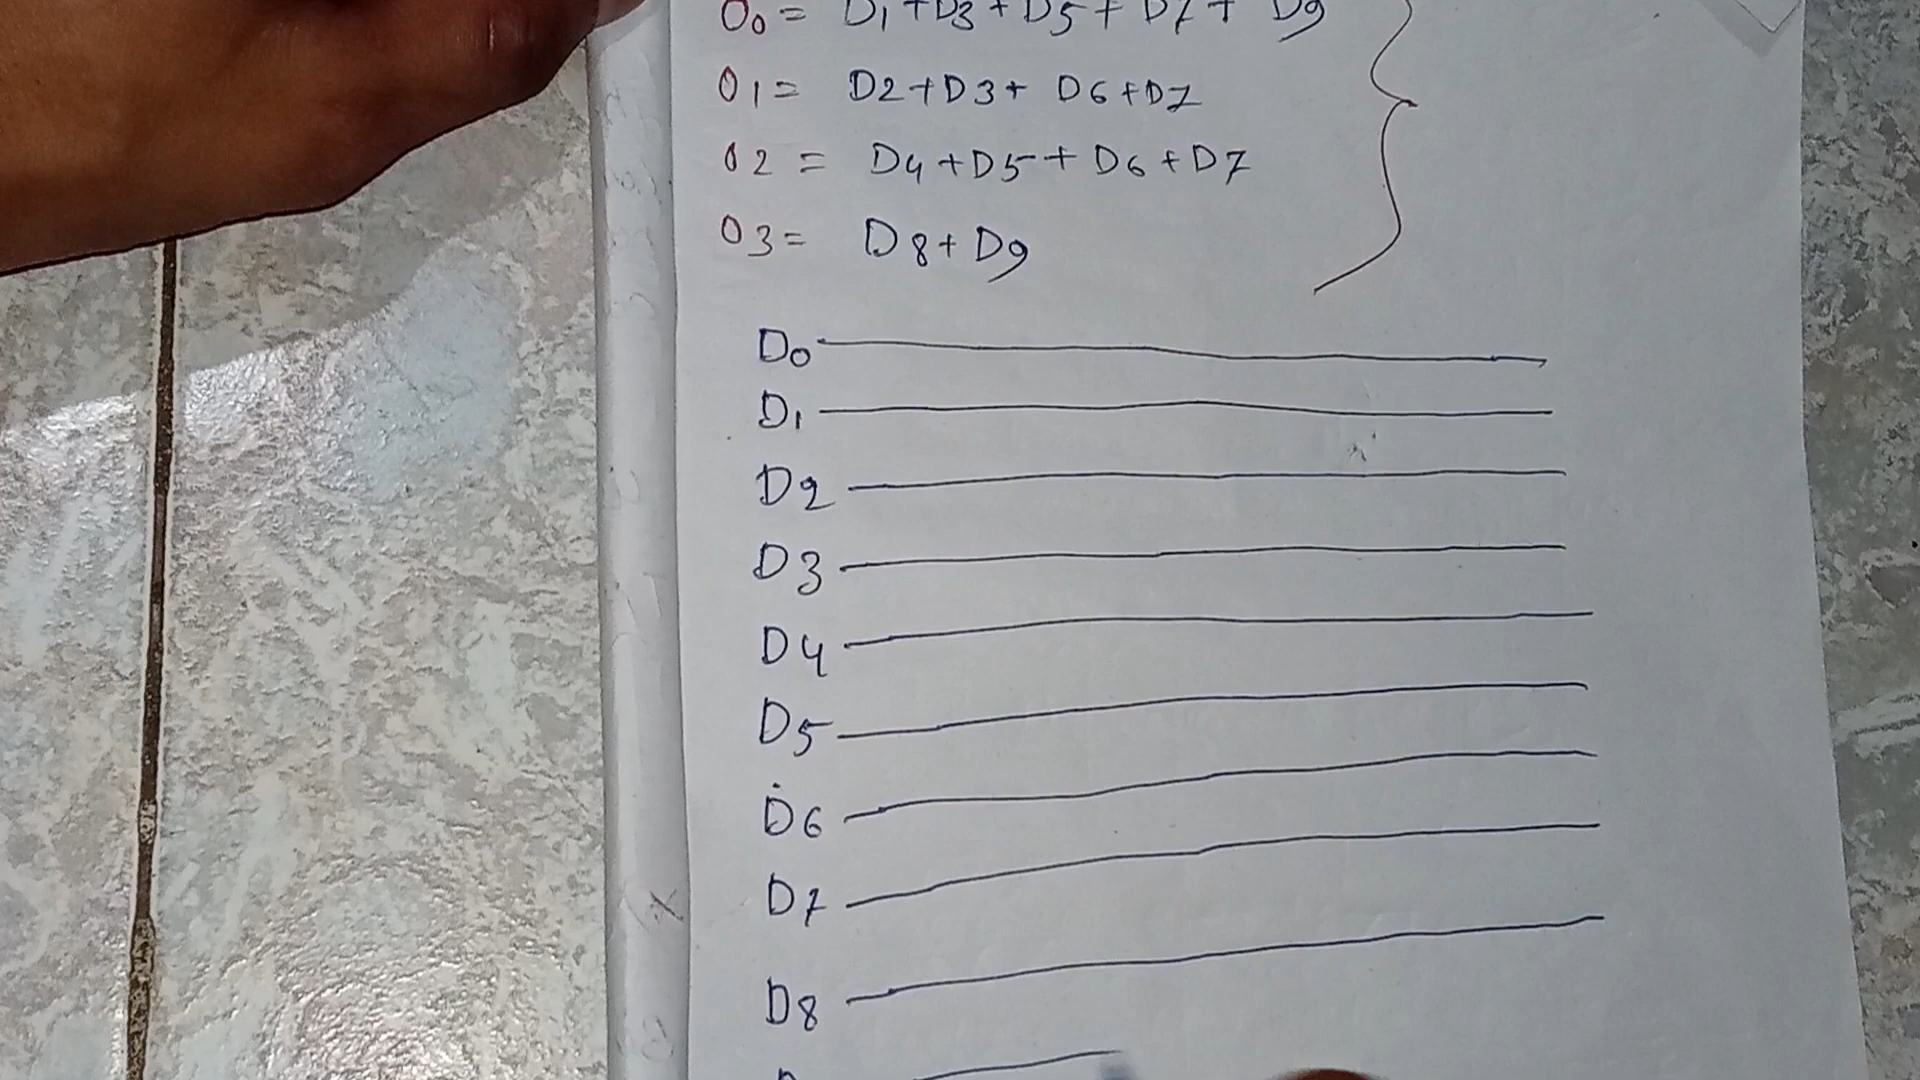 O0 = D1 + D3 + D5 + D7 + D9
O1 = D2 + D3 + D6 + D7
O2 = D4 + D5 + D6 + D7
O3 = D8 + D9
D0
D1
D2
D3
D4
D5
D6
D7
D8